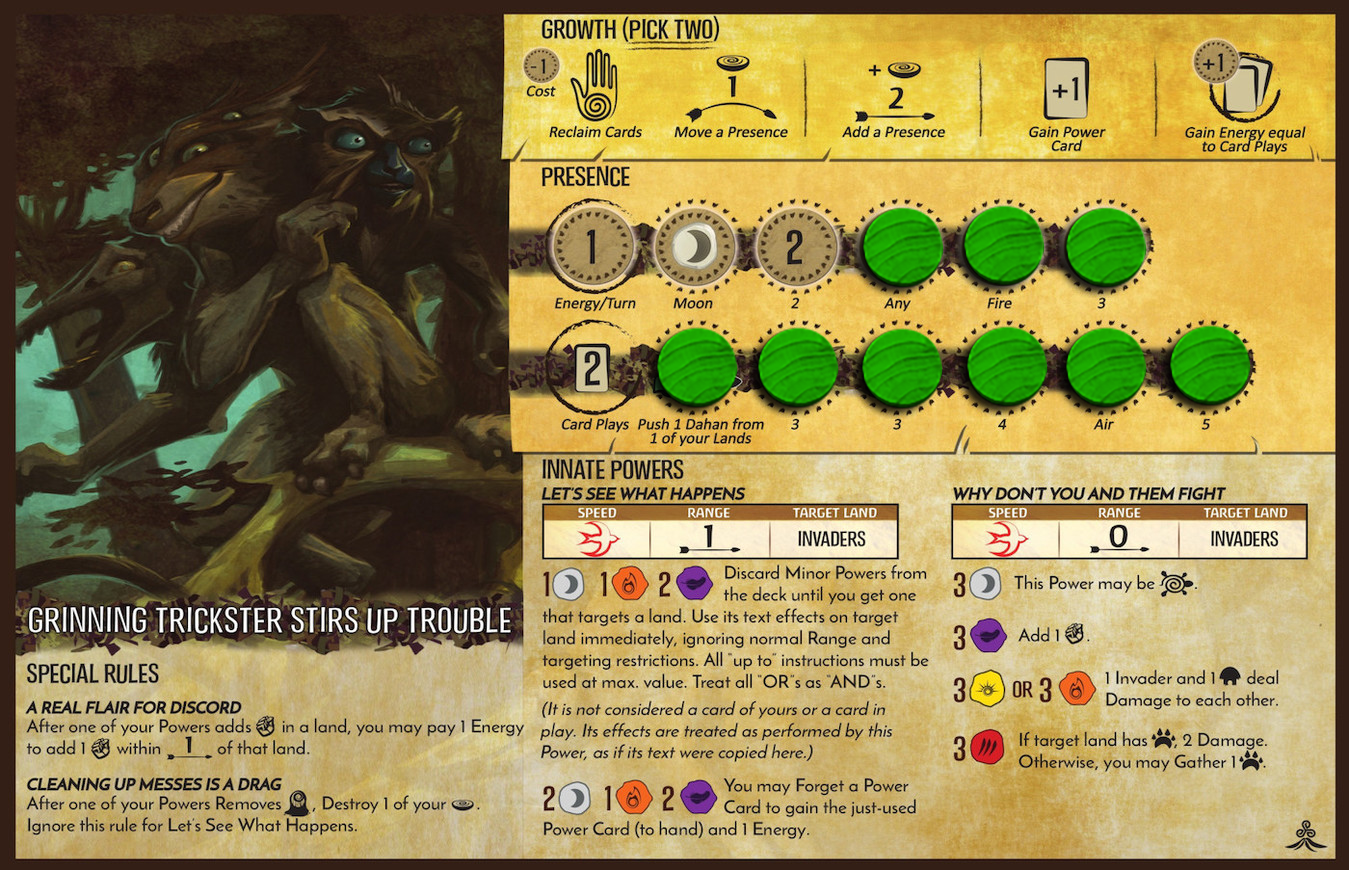 GROWTH (PICK TWO)
-1
Cost
Reclaim Cards
1
Move a Presence
+
2
Add a Presence
+1
Gain Power
Card
+1
Gain Energy equal
to Card Plays
PRESENCE
1
2
Energy/Turn
Moon
2
Any
Fire
3
2
Card Plays
Push 1 Dahan from
1 of your Lands
3
3
4
Air
5
GRINNING TRICKSTER STIRS UP TROUBLE
SPECIAL RULES
A REAL FLAIR FOR DISCORD
After one of your Powers adds in a land, you may pay 1 Energy
to add 1 within 1 of that land.
CLEANING UP MESSES IS A DRAG
After one of your Powers Removes , Destroy 1 of your .
Ignore this rule for Let's See What Happens.
INNATE POWERS
LET'S SEE WHAT HAPPENS
SPEED RANGE TARGET LAND
1 INVADERS
1 1 2 Discard Minor Powers from
the deck until you get one
that targets a land. Use its text effects on target
land immediately, ignoring normal Range and
targeting restrictions. All "up to" instructions must be
used at max. value. Treat all "OR"s as "AND"s.
(It is not considered a card of yours or a card in
play. Its effects are treated as performed by this
Power, as if its text were copied here.)
2 1 2 You may Forget a Power
Card to gain the just-used
Power Card (to hand) and 1 Energy.
WHY DON'T YOU AND THEM FIGHT
SPEED RANGE TARGET LAND
0 INVADERS
3 This Power may be .
3 Add 1 .
3 OR 3 1 Invader and 1 deal
Damage to each other.
3 If target land has , 2 Damage.
Otherwise, you may Gather 1 .